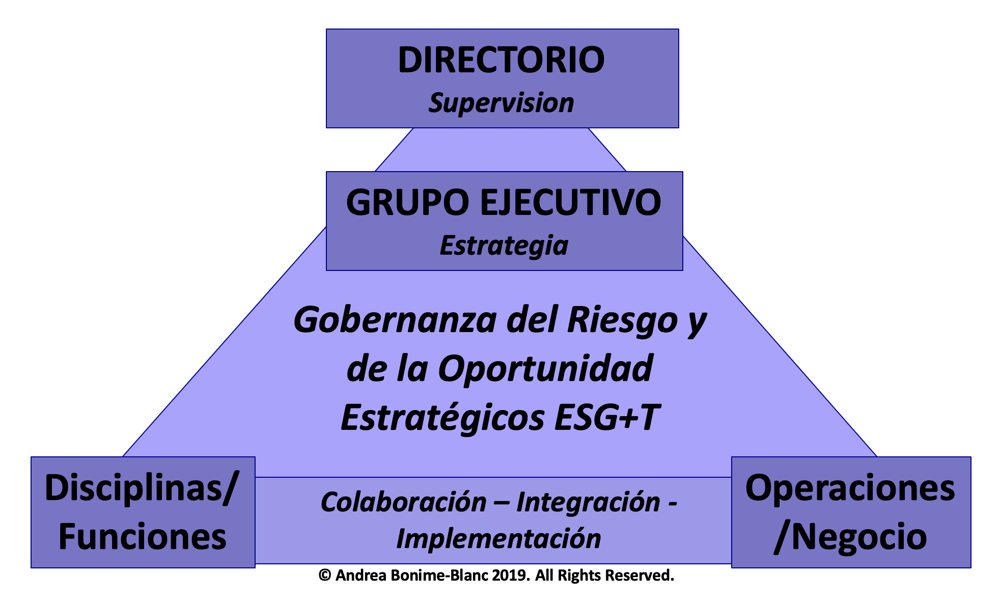 DIRECTORIO
Supervision
GRUPO EJECUTIVO
Estrategia
Gobernanza del Riesgo y
de la Oportunidad
Estratégicos ESG+T
Disciplinas/
Funciones
Colaboración – Integración -
Implementación
Operaciones
/Negocio
© Andrea Bonime-Blanc 2019. All Rights Reserved.